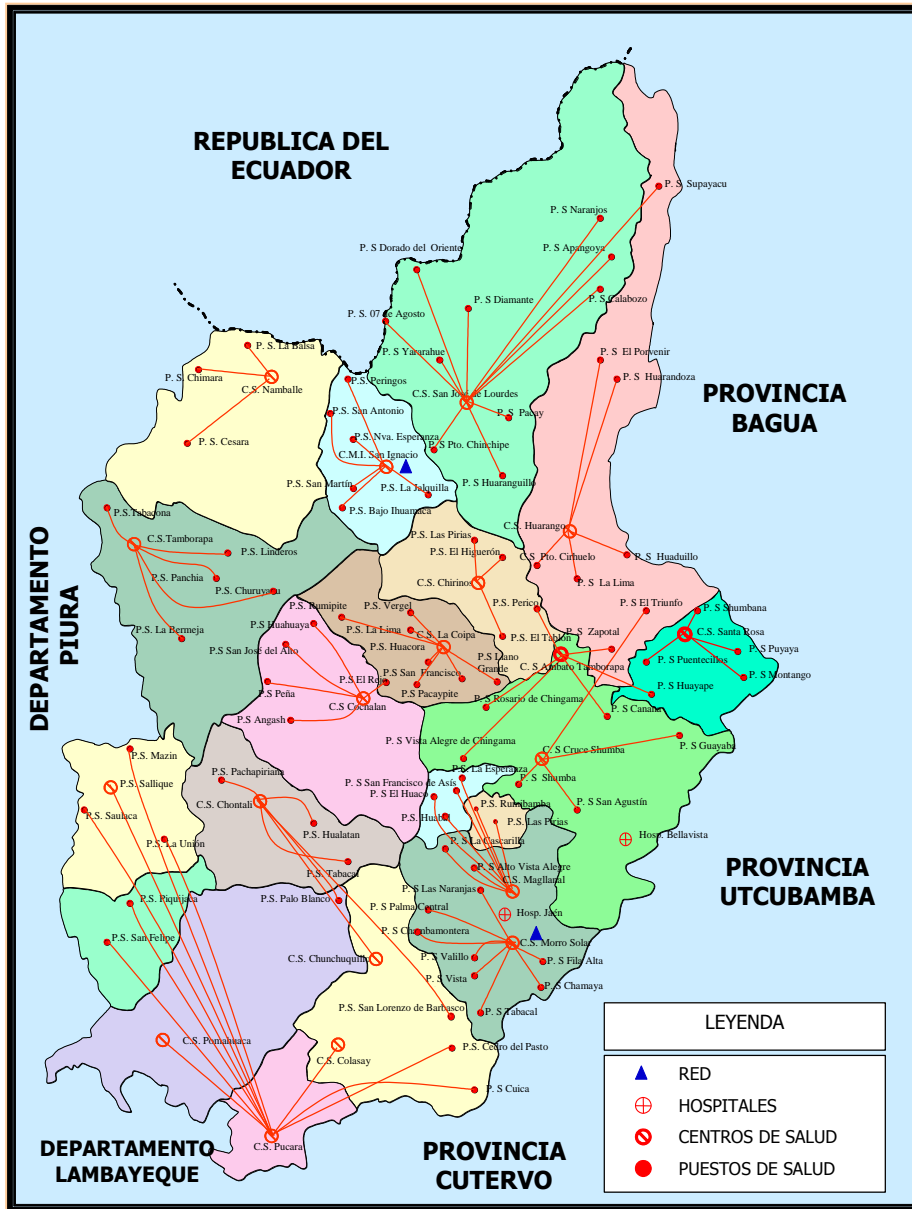 REPUBLICA DEL
ECUADOR
P. S. Supayacu
P. S Naranjos
P. S Dorado del Oriente
P. S Apangoya
P. S Diamante
P. S Calabozo
P. S. 07 de Agosto
P. S. La Balsa
P. S Yararahue
P. S. El Porvenir
P. S. Chimara
P.S. Peringos
P. S. Huarandoza
C.S. Namballe
C.S. San José de Lourdes
PROVINCIA
BAGUA
P.S. San Antonio
P. S. Pacay
P. S. Cesara
P.S. Nva. Esperanza
P. S Pto. Chinchipe
C.M.I. San Ignacio
P. S Huaranguillo
P.S. San Martín
P.S. La Jalquilla
P.S. Bajo Ihuamaca
P.S.Tabacona
C.S. Huarango
C.S.Tamborapa
P.S. Las Pirias
P.S. Linderos
P.S. El Higuerón
C. S Pto. Cirhuelo
P. S. Huaduillo
P.S. Panchia
C.S. Chirinos
P. S. La Lima
P.S. Churuyacu
P.S. Rumipite
P.S. Vergel
P.S. Perico
P. S El Triunfo
P. S Shumbana
P.S. La Bermeja
P.S Huahuaya
P.S. La Lima
C.S. La Coipa
P.S. El Tablón
P. S. Zapotal
C.S. Santa Rosa
P.S San José del Alto
P.S. Huacora
P.S Llano
Grande
C. S Ambato Tamborapa
P. S Puentecillos
P. S Puyaya
P.S Peña
P.S El Rejo
P.S San Francisco
P.S Pacaypite
P. S Huayape
P. S Montango
C.S Cochalan
P. S Rosario de Chingama
P. S Canana
P.S Angash
DEPARTAMENTO
PIURA
P. S Vista Alegre de Chingama
P. S Guayaba
P.S. Mazin
C. S Cruce Shumba
P.S. Pachapiriana
P.S. La Esperanza
P.S. Sallique
P. S San Francisco de Asís
P. S. Shumba
P. S El Huaco
C.S. Chontali
P.S. Rumibamba
P. S San Agustín
P.S. Saulaca
P.S. Huabal
P.S. Las Pirias
P.S. La Unión
P.S. Hualatan
P. S La Cascarilla
Hosp. Bellavista
P.S. Tabacal
P. S Alto Vista Alegre
PROVINCIA
UTCUBAMBA
C.S. Magllanal
P.S. Piquijaca
P.S. Palo Blanco
P. S Las Naranjas
P. S Palma Central
Hosp. Jaén
P.S. San Felipe
P. S Chambamontera
C.S. Morro Solar
C.S. Chunchuquillo
P. S Valillo
P. S Fila Alta
P. S Vista
P. S Chamaya
P.S. San Lorenzo de Barbasco
P. S Tabacal
C.S. Pomahuaca
C.S. Colasay
P.S. Cedro del Pasto
P. S Cuica
C.S. Pucara
DEPARTAMENTO
LAMBAYEQUE
PROVINCIA
CUTERVO
LEYENDA
RED
HOSPITALES
CENTROS DE SALUD
PUESTOS DE SALUD